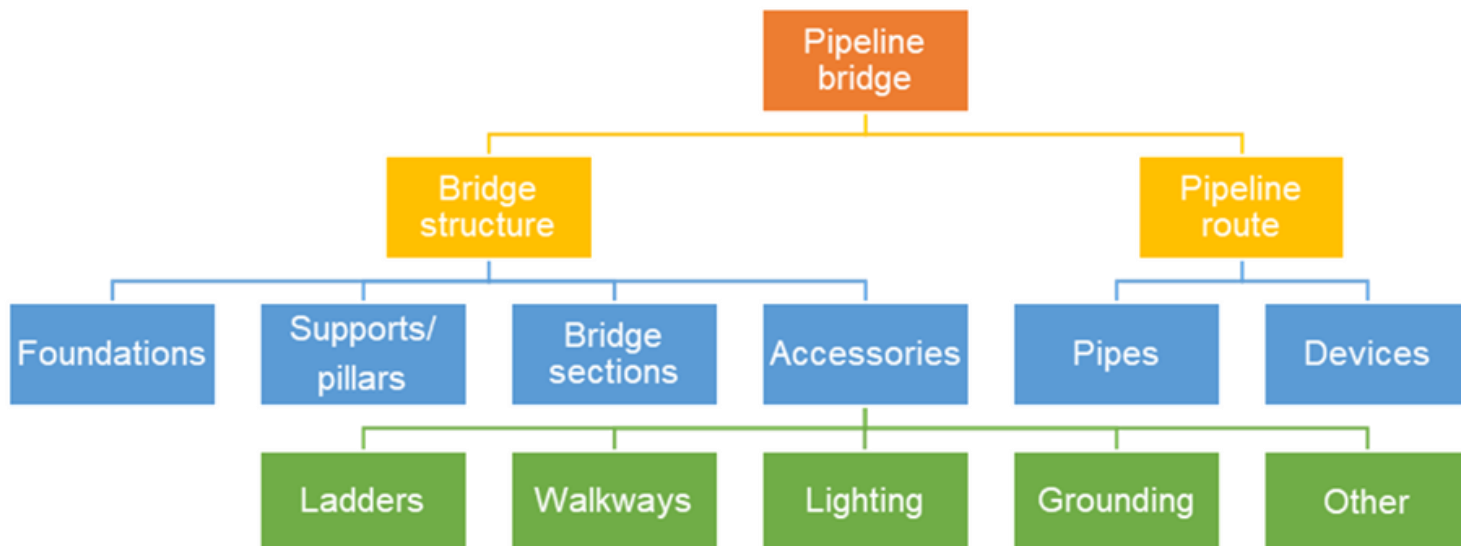 Pipeline
bridge
Bridge
structure
Pipeline
route
Foundations
Supports/
pillars
Bridge
sections
Accessories
Pipes
Devices
Ladders
Walkways
Lighting
Grounding
Other